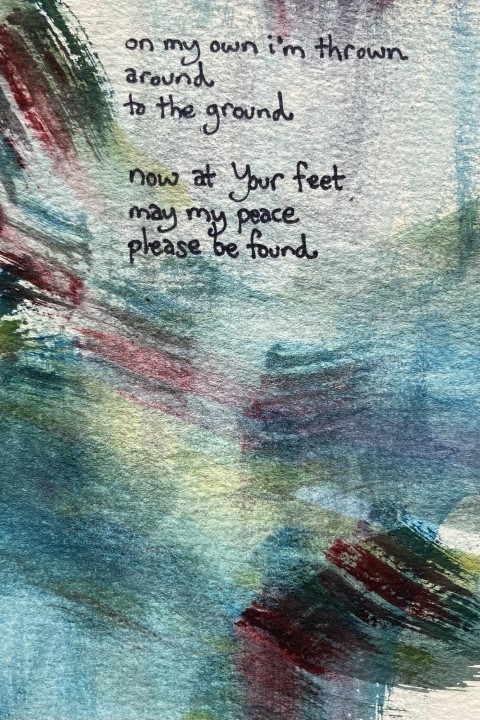 on my own i'm thrown
around
to the ground
now at Your feet
may my peace
please be found